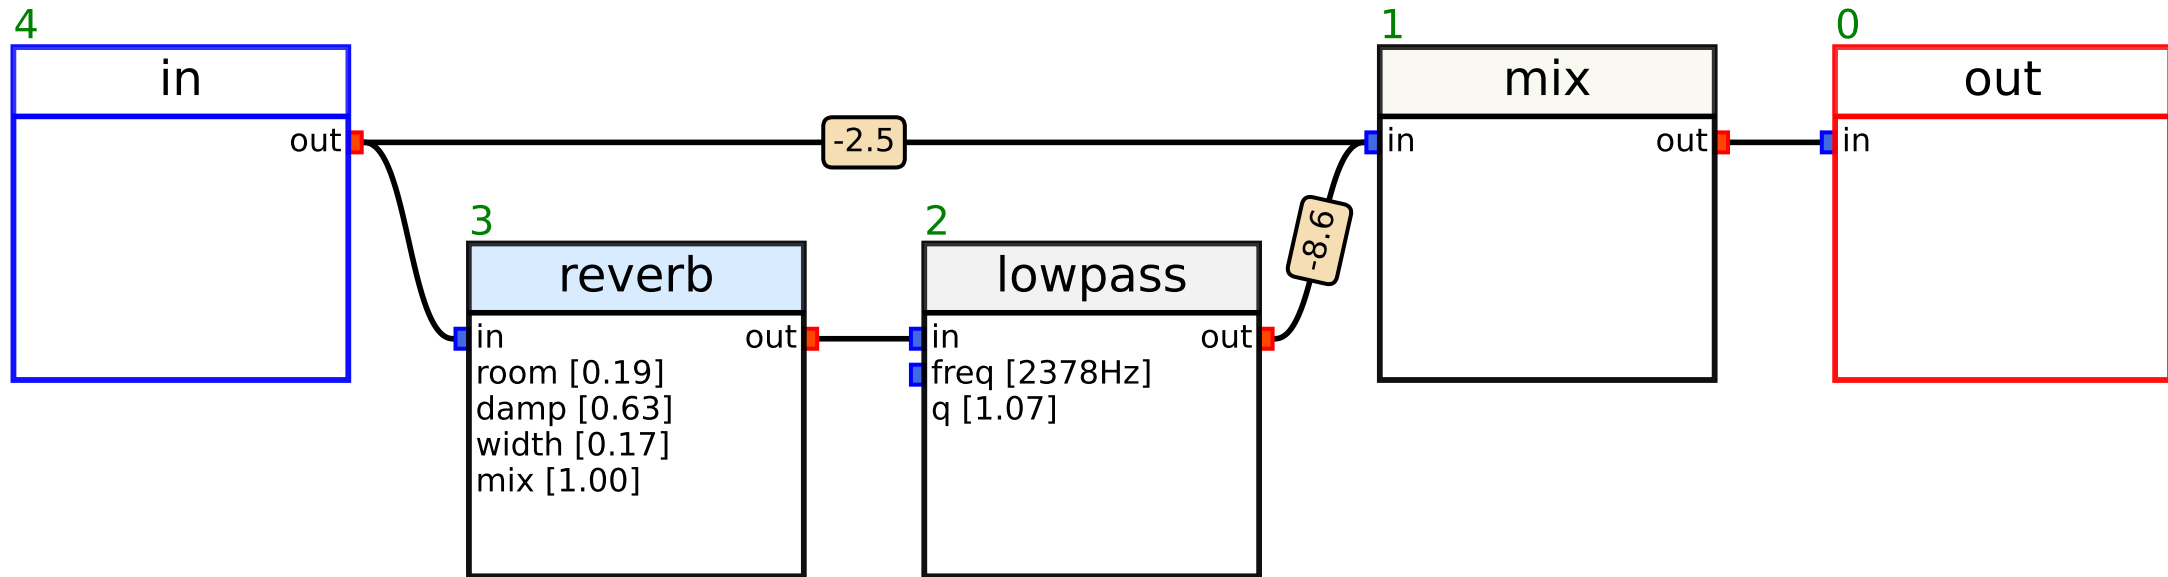 4
in
out
-2.5
3
reverb
in
out
room [0.19]
damp [0.63]
width [0.17]
mix [1.00]
2
lowpass
in
out
freq [2378Hz]
q [1.07]
-8.6
1
mix
in
out
0
out
in